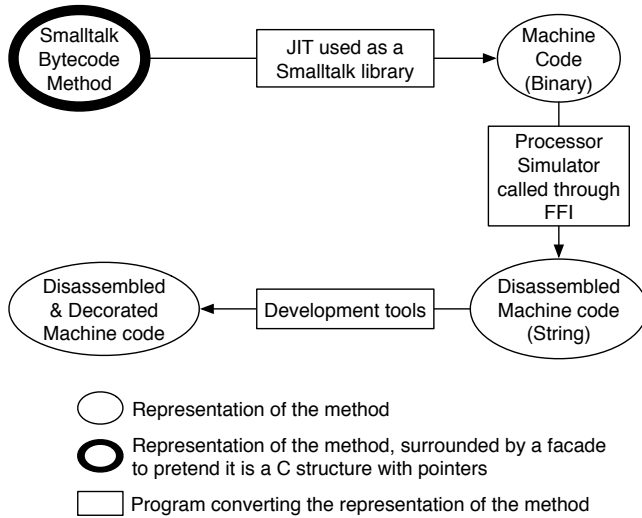 Smalltalk
Bytecode
Method
JIT used as a
Smalltalk library
Machine
Code
(Binary)
Processor
Simulator
called through
FFI
Disassembled
& Decorated
Machine code
Development tools
Disassembled
Machine code
(String)
Representation of the method
Representation of the method, surrounded by a facade
to pretend it is a C structure with pointers
Program converting the representation of the method